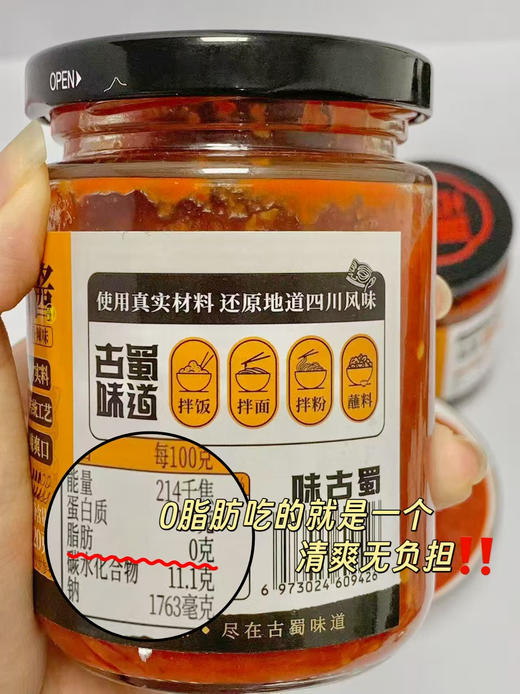 OPEN
辣味
使用真实材料 还原地道四川风味
古蜀
味道
拌饭
拌面
拌粉
蘸料
每100克
能量 214千焦
蛋白质
脂肪 0克
碳水化合物 11.1克
钠 1763毫克
味古蜀
0脂肪吃的就是一个
清爽无负担!!
6 973024 609426
·尽在古蜀味道